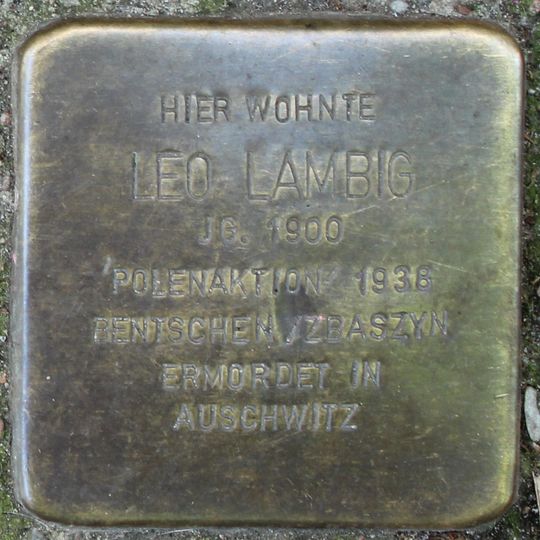 HIER WOHNTE
LEO LAMBIG
JG. 1900
'POLENAKTION' 1938
BENTSCHEN/ZBASZYN
ERMORDET IN
AUSCHWITZ